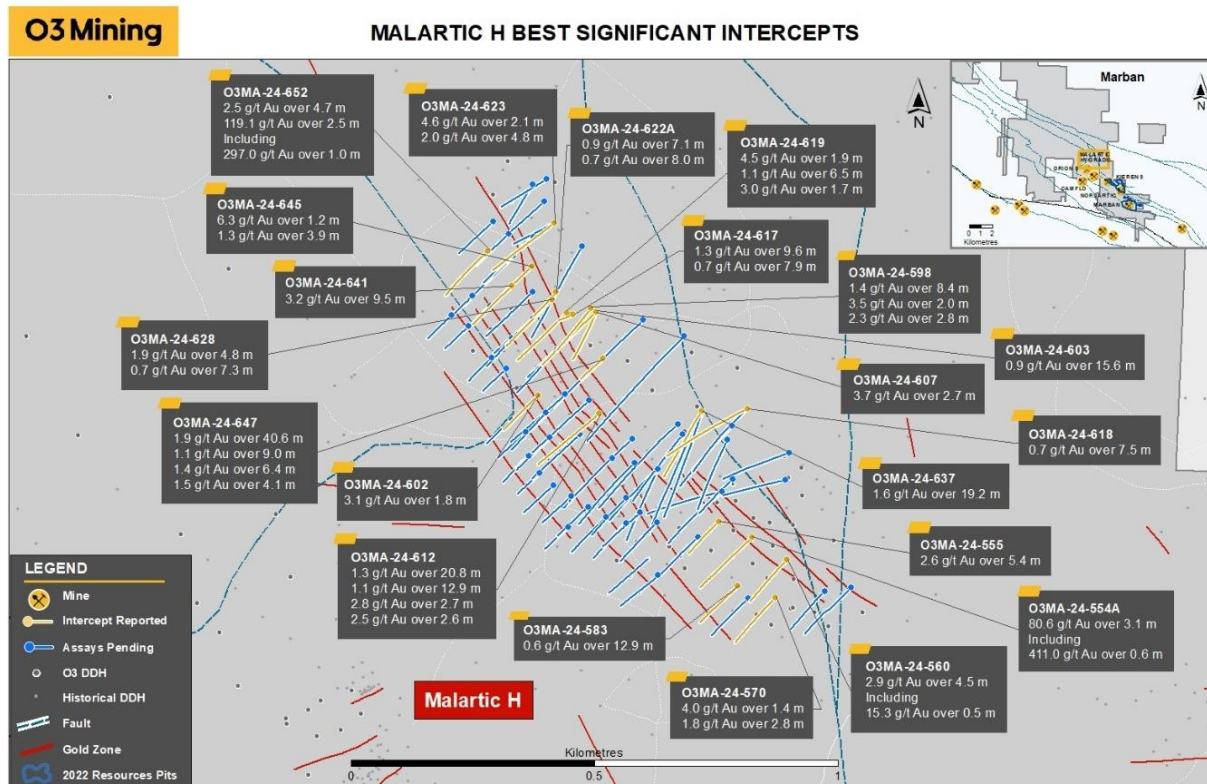 O3 Mining
MALARTIC H BEST SIGNIFICANT INTERCEPTS
O3MA-24-652
2.5 g/t Au over 4.7 m
119.1 g/t Au over 2.5 m
Including
297.0 g/t Au over 1.0 m
O3MA-24-623
4.6 g/t Au over 2.1 m
2.0 g/t Au over 4.8 m
O3MA-24-622A
0.9 g/t Au over 7.1 m
0.7 g/t Au over 8.0 m
O3MA-24-619
4.5 g/t Au over 1.9 m
1.1 g/t Au over 6.5 m
3.0 g/t Au over 1.7 m
N
Marban
N
MALARTIC
HYGRADE
ORION 8
KIERENS
CAMFLO
NORLARTIC
MARBAN
0 1 2
Kilometres
O3MA-24-645
6.3 g/t Au over 1.2 m
1.3 g/t Au over 3.9 m
O3MA-24-617
1.3 g/t Au over 9.6 m
0.7 g/t Au over 7.9 m
O3MA-24-641
3.2 g/t Au over 9.5 m
O3MA-24-598
1.4 g/t Au over 8.4 m
3.5 g/t Au over 2.0 m
2.3 g/t Au over 2.8 m
O3MA-24-628
1.9 g/t Au over 4.8 m
0.7 g/t Au over 7.3 m
O3MA-24-603
0.9 g/t Au over 15.6 m
O3MA-24-607
3.7 g/t Au over 2.7 m
O3MA-24-647
1.9 g/t Au over 40.6 m
1.1 g/t Au over 9.0 m
1.4 g/t Au over 6.4 m
1.5 g/t Au over 4.1 m
O3MA-24-618
0.7 g/t Au over 7.5 m
O3MA-24-602
3.1 g/t Au over 1.8 m
O3MA-24-637
1.6 g/t Au over 19.2 m
O3MA-24-612
1.3 g/t Au over 20.8 m
1.1 g/t Au over 12.9 m
2.8 g/t Au over 2.7 m
2.5 g/t Au over 2.6 m
O3MA-24-555
2.6 g/t Au over 5.4 m
O3MA-24-554A
80.6 g/t Au over 3.1 m
Including
411.0 g/t Au over 0.6 m
O3MA-24-583
0.6 g/t Au over 12.9 m
O3MA-24-560
2.9 g/t Au over 4.5 m
Including
15.3 g/t Au over 0.5 m
O3MA-24-570
4.0 g/t Au over 1.4 m
1.8 g/t Au over 2.8 m
LEGEND
Mine
Intercept Reported
Assays Pending
O3 DDH
Historical DDH
Fault
Gold Zone
2022 Resources Pits
Malartic H
Kilometres
0 0.5 1